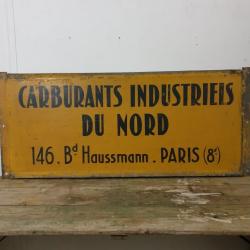 CARBURANTS INDUSTRIELS
DU NORD
146. Bd Haussmann. PARIS (8e)